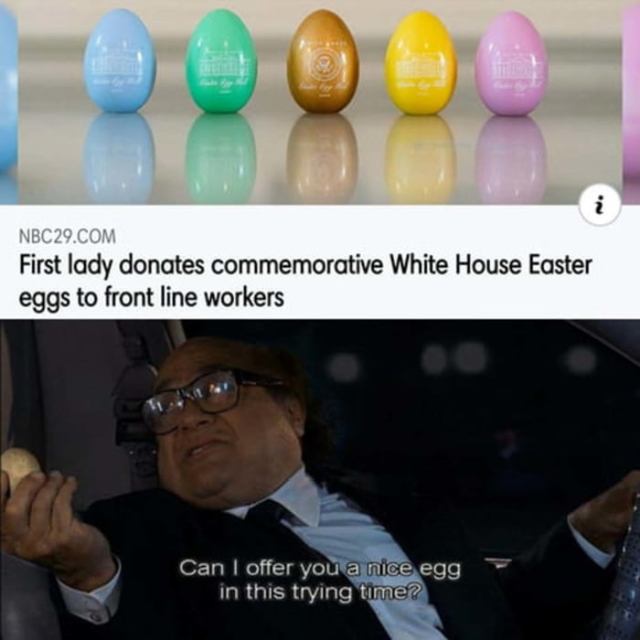 NBC29.COM
First lady donates commemorative White House Easter
eggs to front line workers
i
Can I offer you a nice egg
in this trying time?